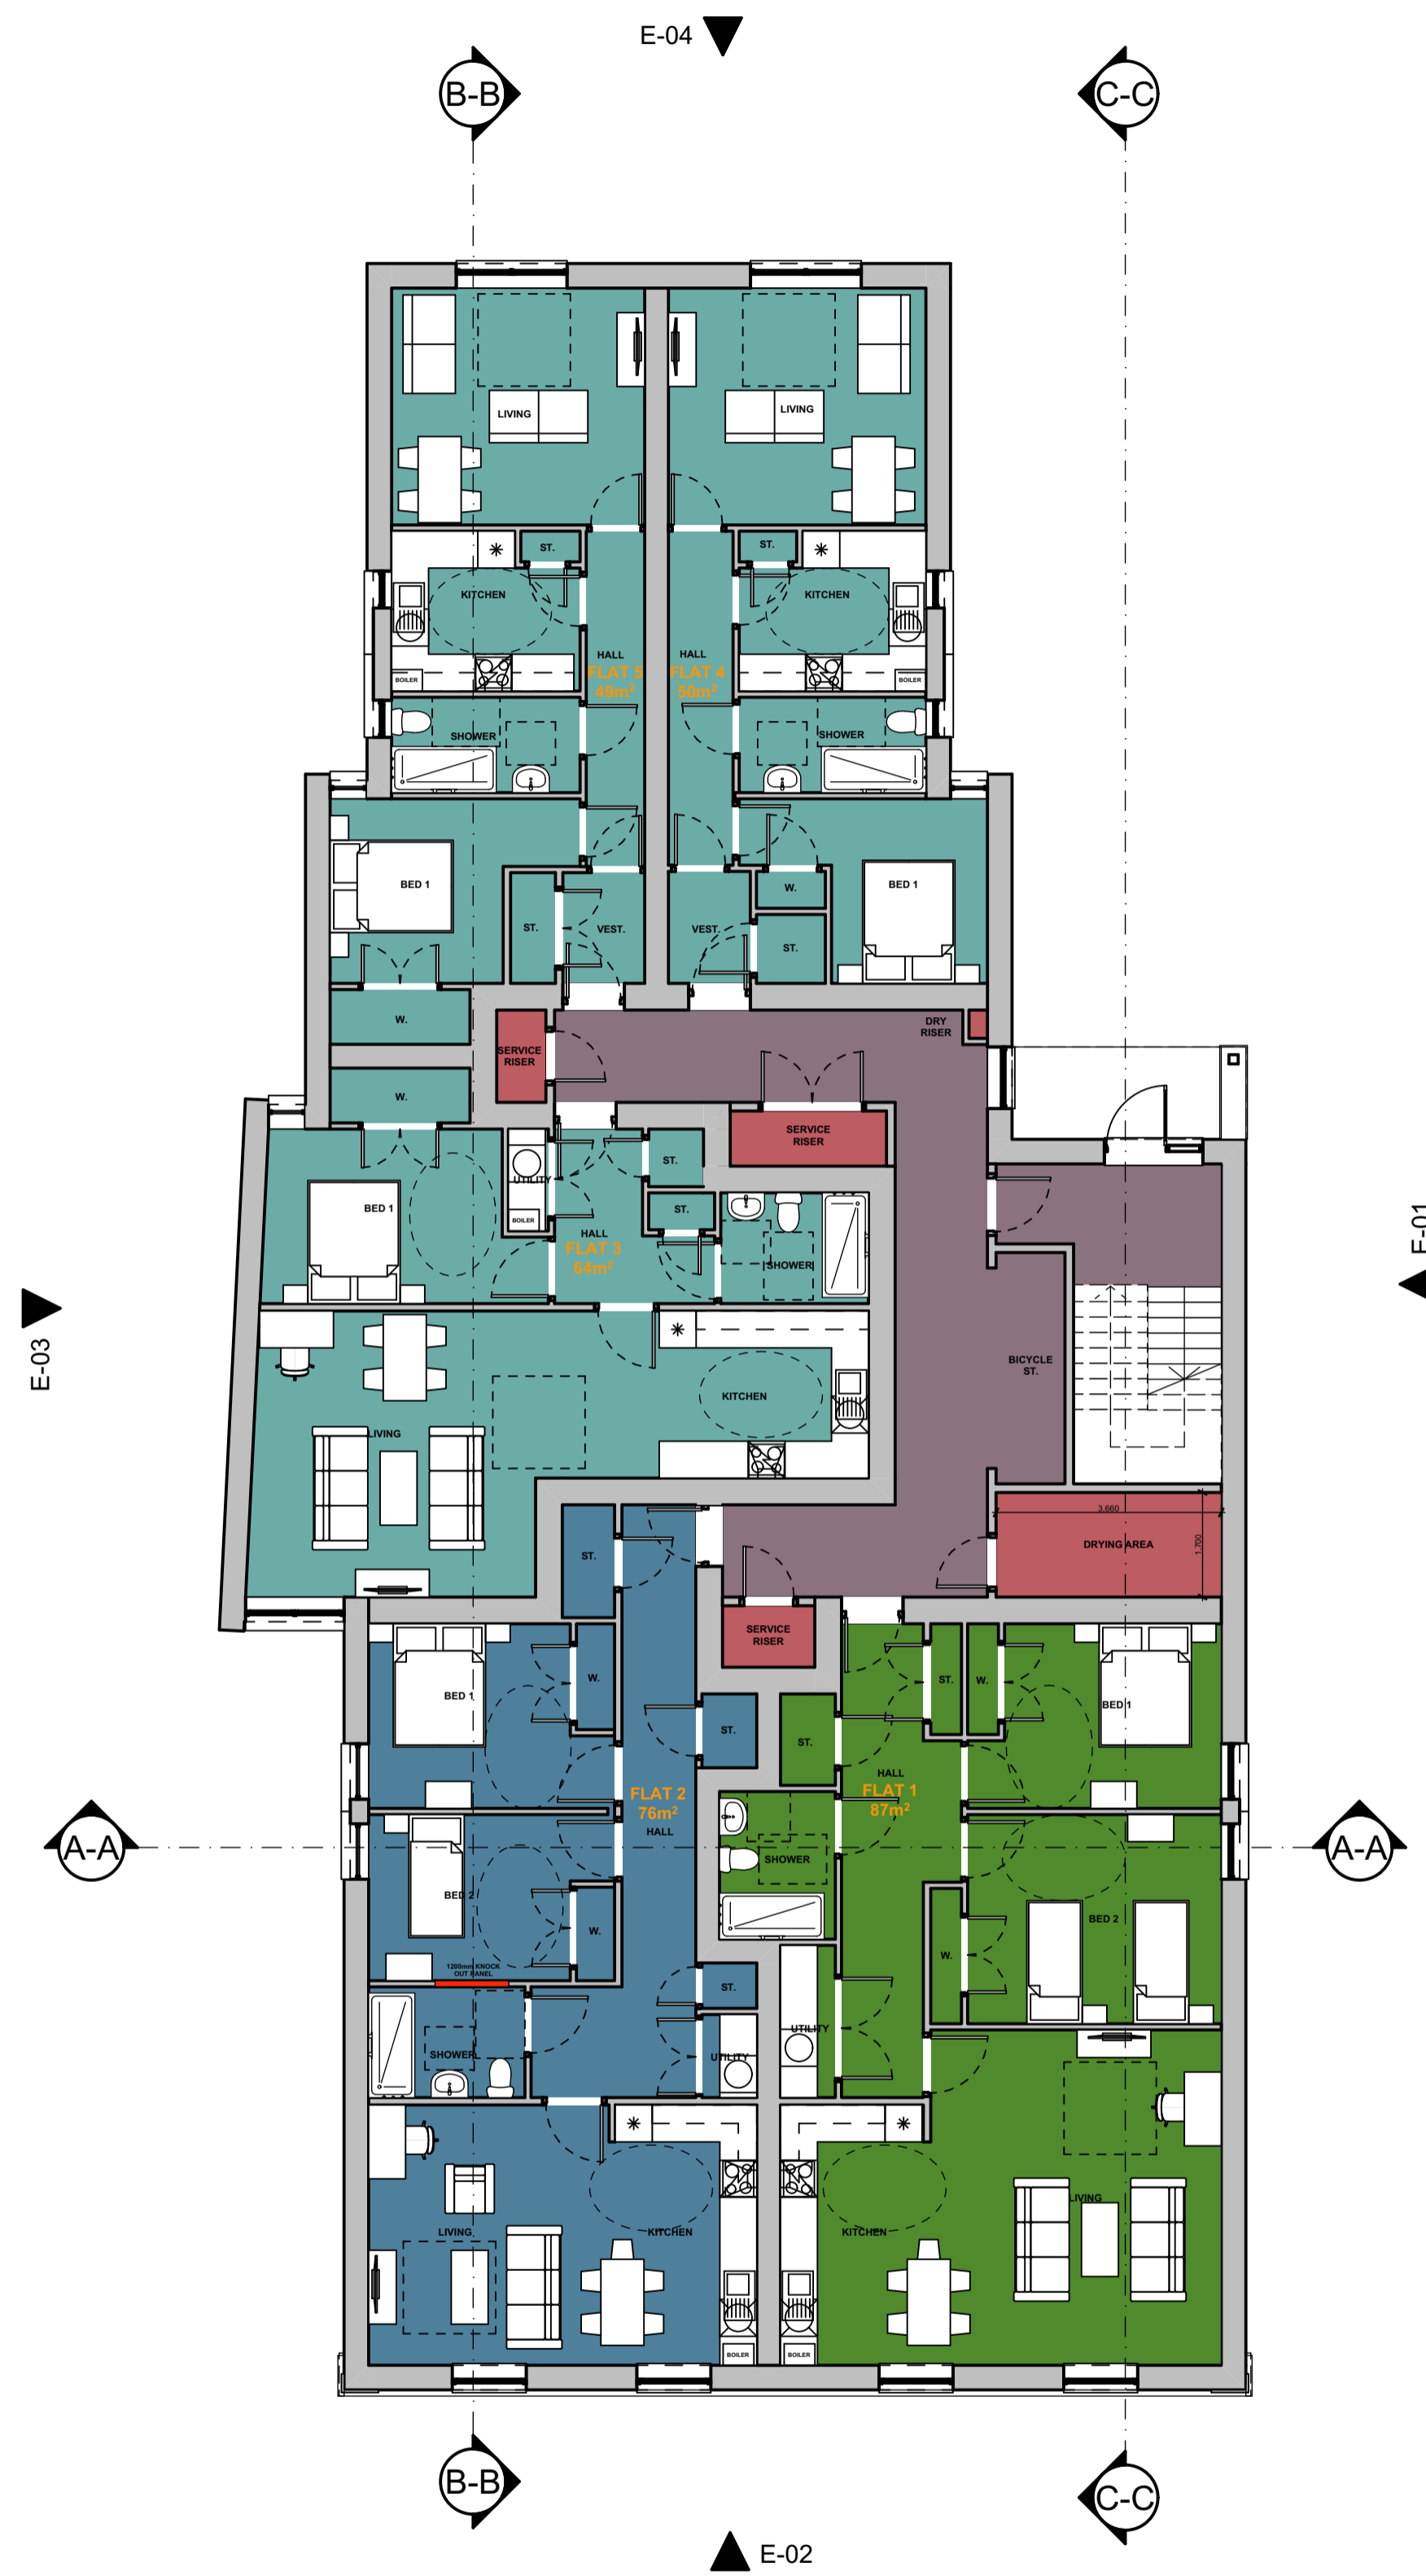 E-04
B-B
C-C
LIVING
LIVING
ST.
ST.
KITCHEN
KITCHEN
HALL
HALL
FLAT 5
49m²
FLAT 4
50m²
BOILER
BOILER
SHOWER
SHOWER
BED 1
W.
BED 1
ST.
VEST.
VEST.
ST.
W.
DRY
RISER
SERVICE
RISER
W.
SERVICE
RISER
ST.
UTILITY
BED 1
ST.
BOILER
HALL
FLAT 3
64m²
SHOWER
E-01
E-03
BICYCLE
ST.
KITCHEN
LIVING
3,660
DRYING AREA
1,700
ST.
SERVICE
RISER
BED 1
W.
ST.
W.
BED 1
ST.
ST.
HALL
FLAT 1
87m²
FLAT 2
76m²
HALL
A-A
A-A
SHOWER
BED 2
W.
BED 2
W.
1200mm KNOCK
OUT PANEL
ST.
UTILITY
SHOWER
UTILITY
LIVING
LIVING
KITCHEN
KITCHEN
BOILER
BOILER
B-B
C-C
E-02